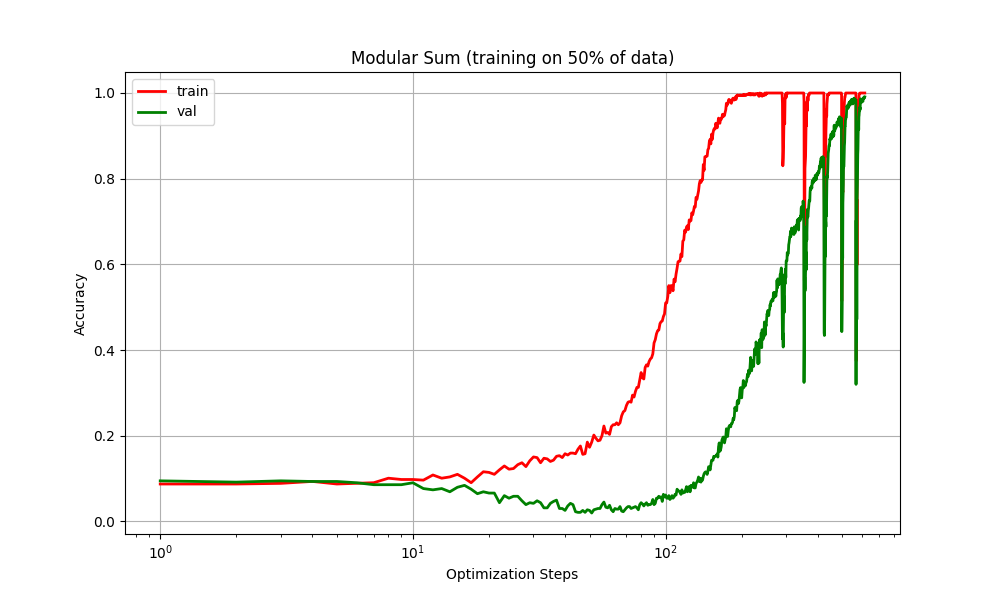 Modular Sum (training on 50% of data)
train
val
1.0
0.8
0.6
0.4
0.2
0.0
Accuracy
10⁰
10¹
10²
Optimization Steps